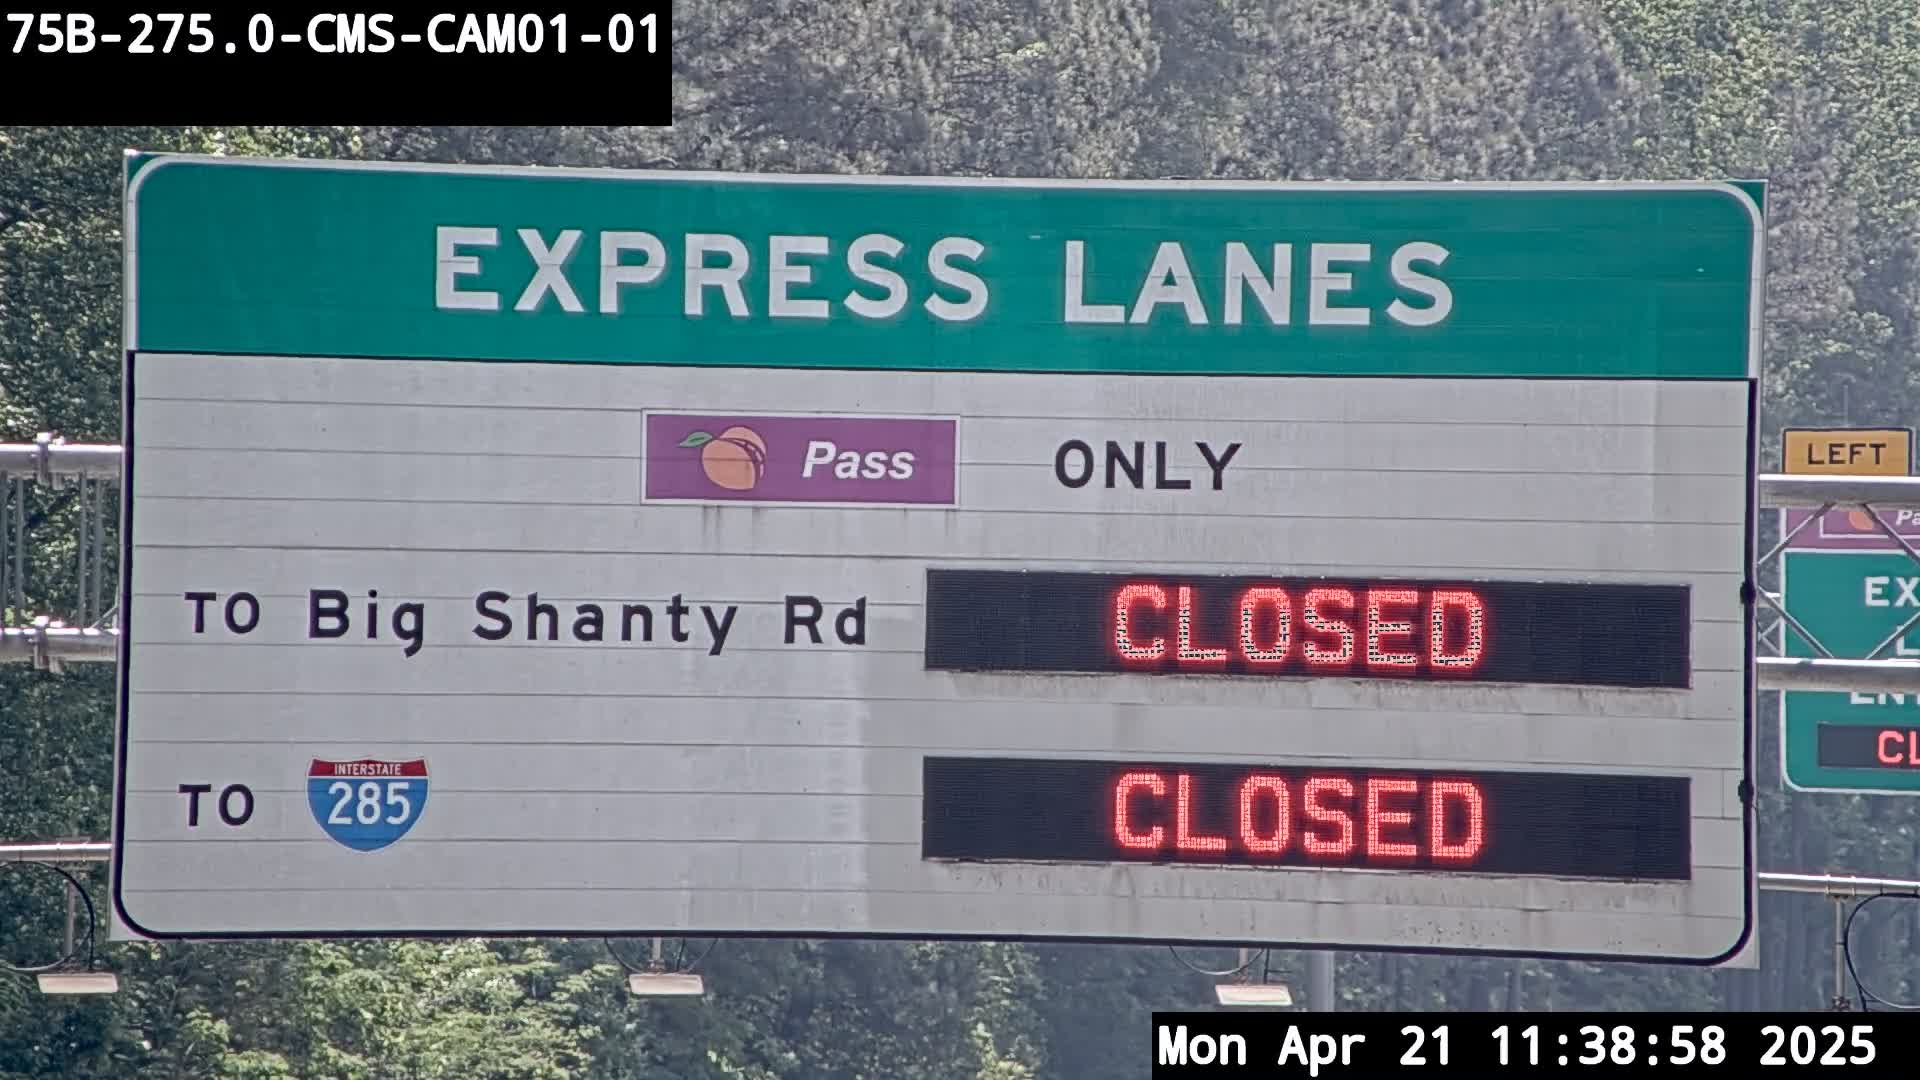 75B-275.0-CMS-CAM01-01
EXPRESS LANES
Pass ONLY
TO Big Shanty Rd CLOSED
TO INTERSTATE 285 CLOSED
LEFT
Mon Apr 21 11:38:58 2025